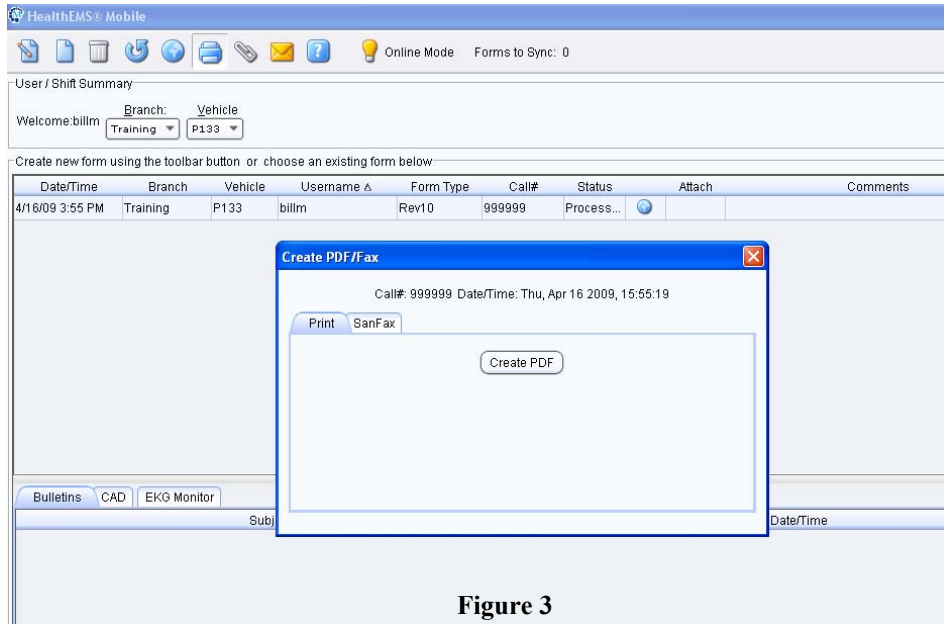 HealthEMS® Mobile
Online Mode Forms to Sync: 0
User / Shift Summary
Branch: Vehicle
Welcome:billm Training P133
Create new form using the toolbar button or choose an existing form below
Date/Time Branch Vehicle Username Form Type Call# Status Attach Comments
4/16/09 3:55 PM Training P133 billm Rev10 999999 Process...
Create PDF/Fax
Call#: 999999 Date/Time: Thu, Apr 16 2009, 15:55:19
Print SanFax
Create PDF
Bulletins CAD EKG Monitor
Subj Date/Time
Figure 3